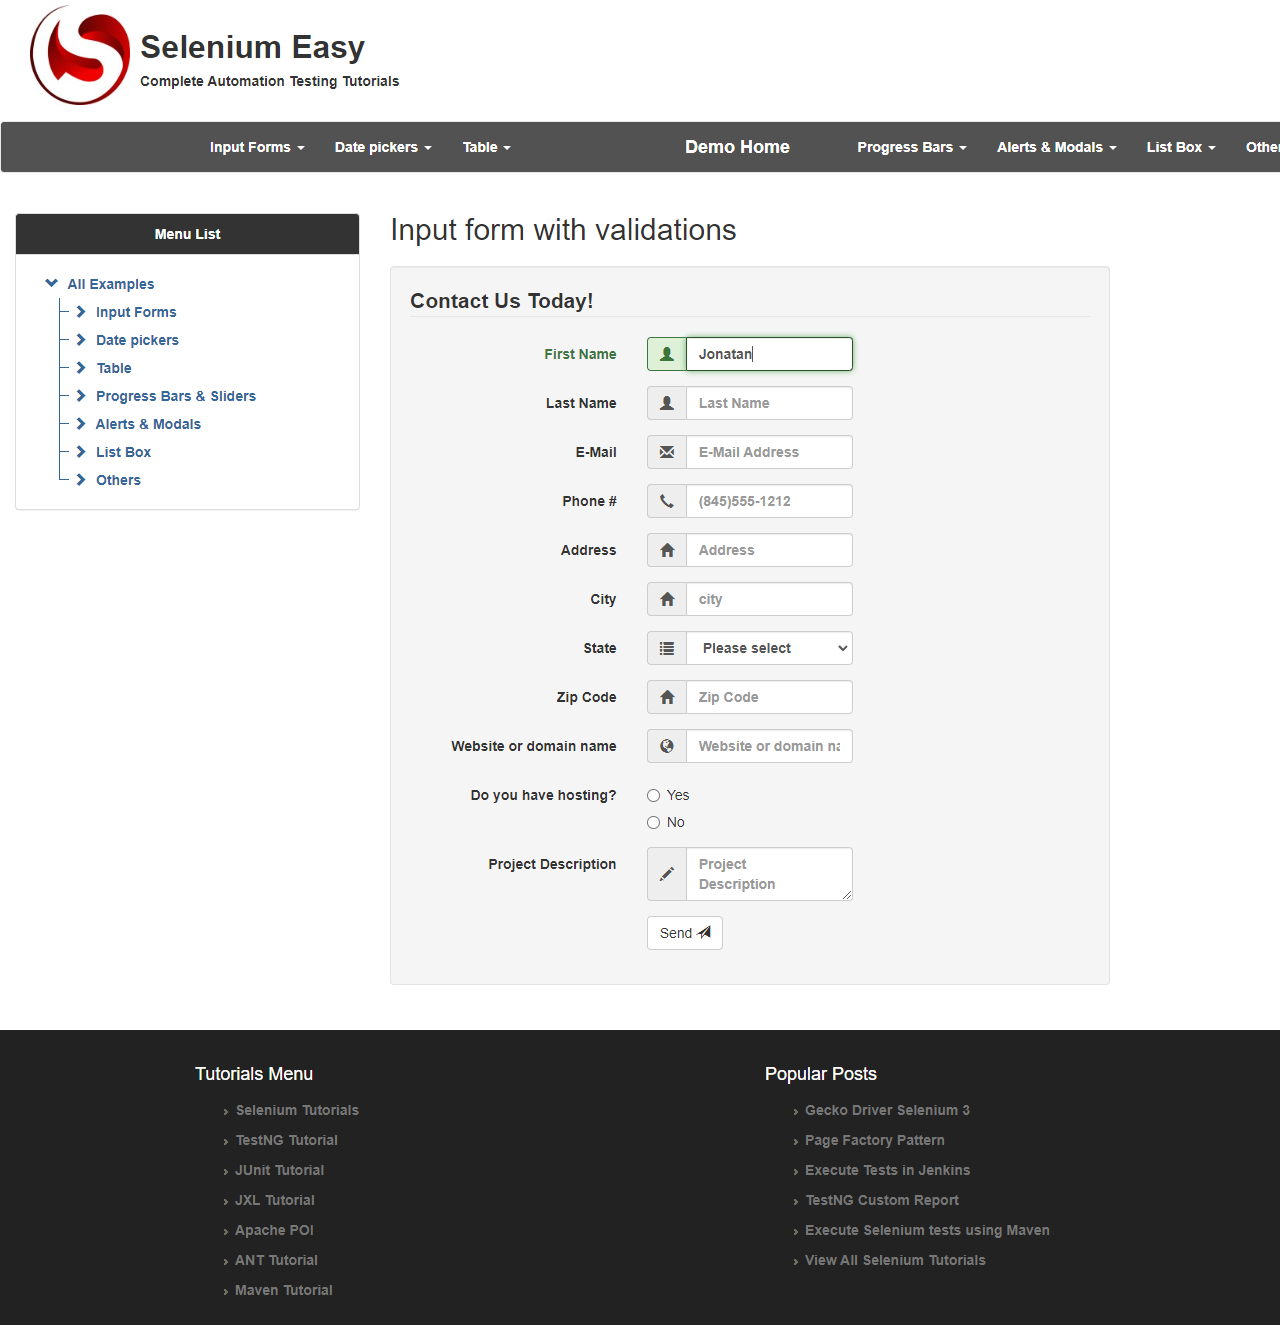 Selenium Easy
Complete Automation Testing Tutorials
Input Forms Date pickers Table Demo Home Progress Bars Alerts & Modals List Box Other
Menu List
All Examples
Input Forms
Date pickers
Table
Progress Bars & Sliders
Alerts & Modals
List Box
Others
Input form with validations
Contact Us Today!
First Name Jonatan
Last Name Last Name
E-Mail E-Mail Address
Phone # (845)555-1212
Address Address
City city
State Please select
Zip Code Zip Code
Website or domain name Website or domain na
Do you have hosting? Yes
No
Project Description Project
Description
Send
Tutorials Menu
Selenium Tutorials
TestNG Tutorial
JUnit Tutorial
JXL Tutorial
Apache POI
ANT Tutorial
Maven Tutorial
Popular Posts
Gecko Driver Selenium 3
Page Factory Pattern
Execute Tests in Jenkins
TestNG Custom Report
Execute Selenium tests using Maven
View All Selenium Tutorials